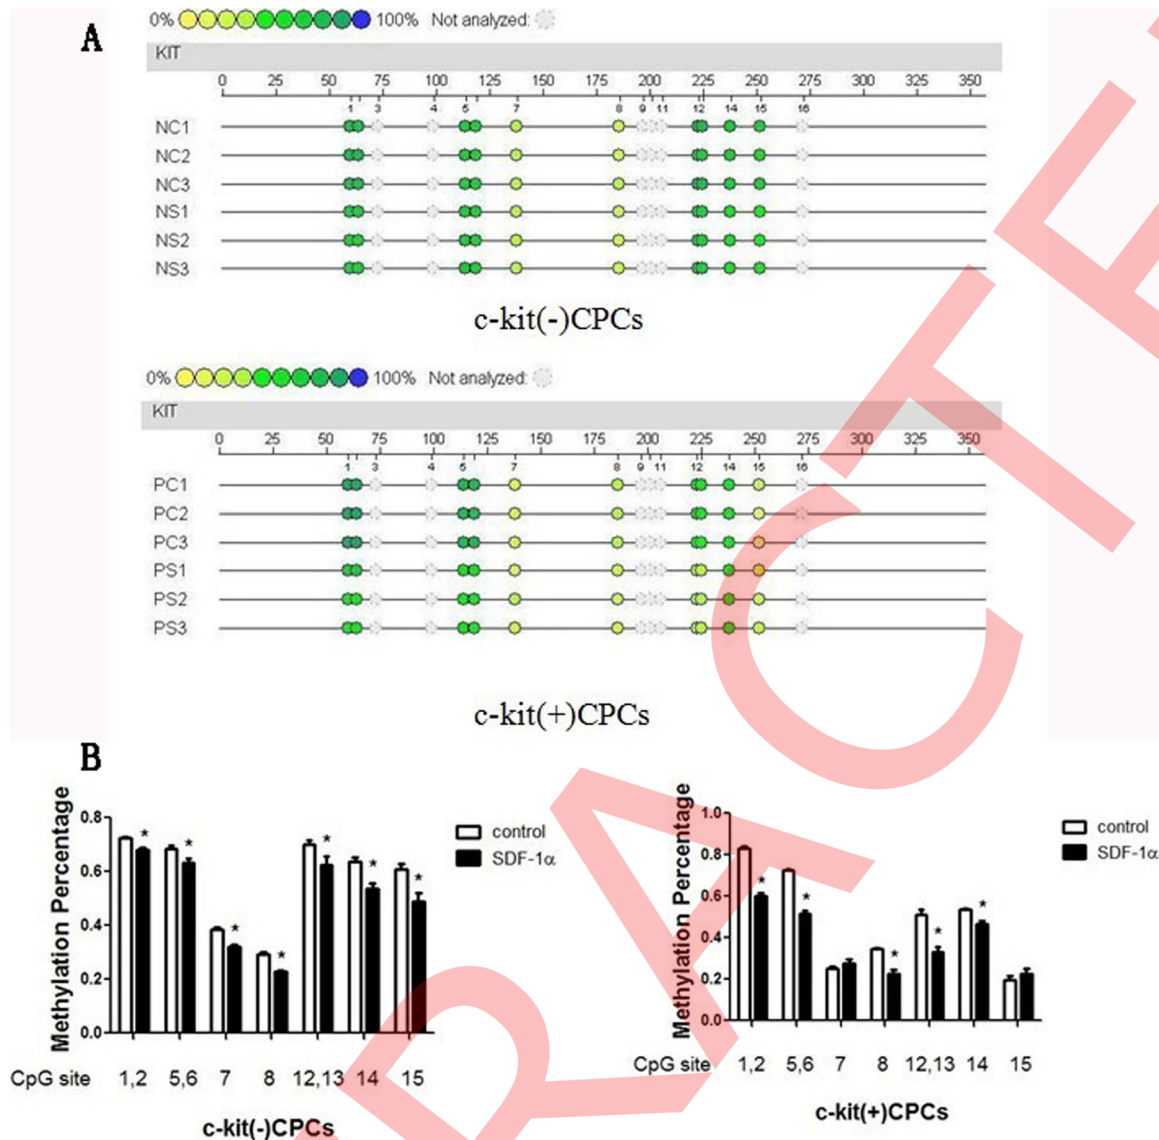 A
0% 100% Not analyzed:
KIT
0 25 50 75 100 125 150 175 200 225 250 275 300 325 350
1 3 4 5 7 8 9 11 12 14 15 16
NC1
NC2
NC3
NS1
NS2
NS3
c-kit(-)CPCs
0% 100% Not analyzed:
KIT
0 25 50 75 100 125 150 175 200 225 250 275 300 325 350
1 3 4 5 7 8 9 11 12 14 15 16
PC1
PC2
PC3
PS1
PS2
PS3
c-kit(+)CPCs
B
Methylation Percentage
0.8
0.6
0.4
0.2
0.0
* * * * * * *
control
SDF-1α
CpG site 1,2 5,6 7 8 12,13 14 15
c-kit(-)CPCs
Methylation Percentage
1.0
0.8
0.6
0.4
0.2
0.0
* * * * *
control
SDF-1α
CpG site 1,2 5,6 7 8 12,13 14 15
c-kit(+)CPCs
RACTE